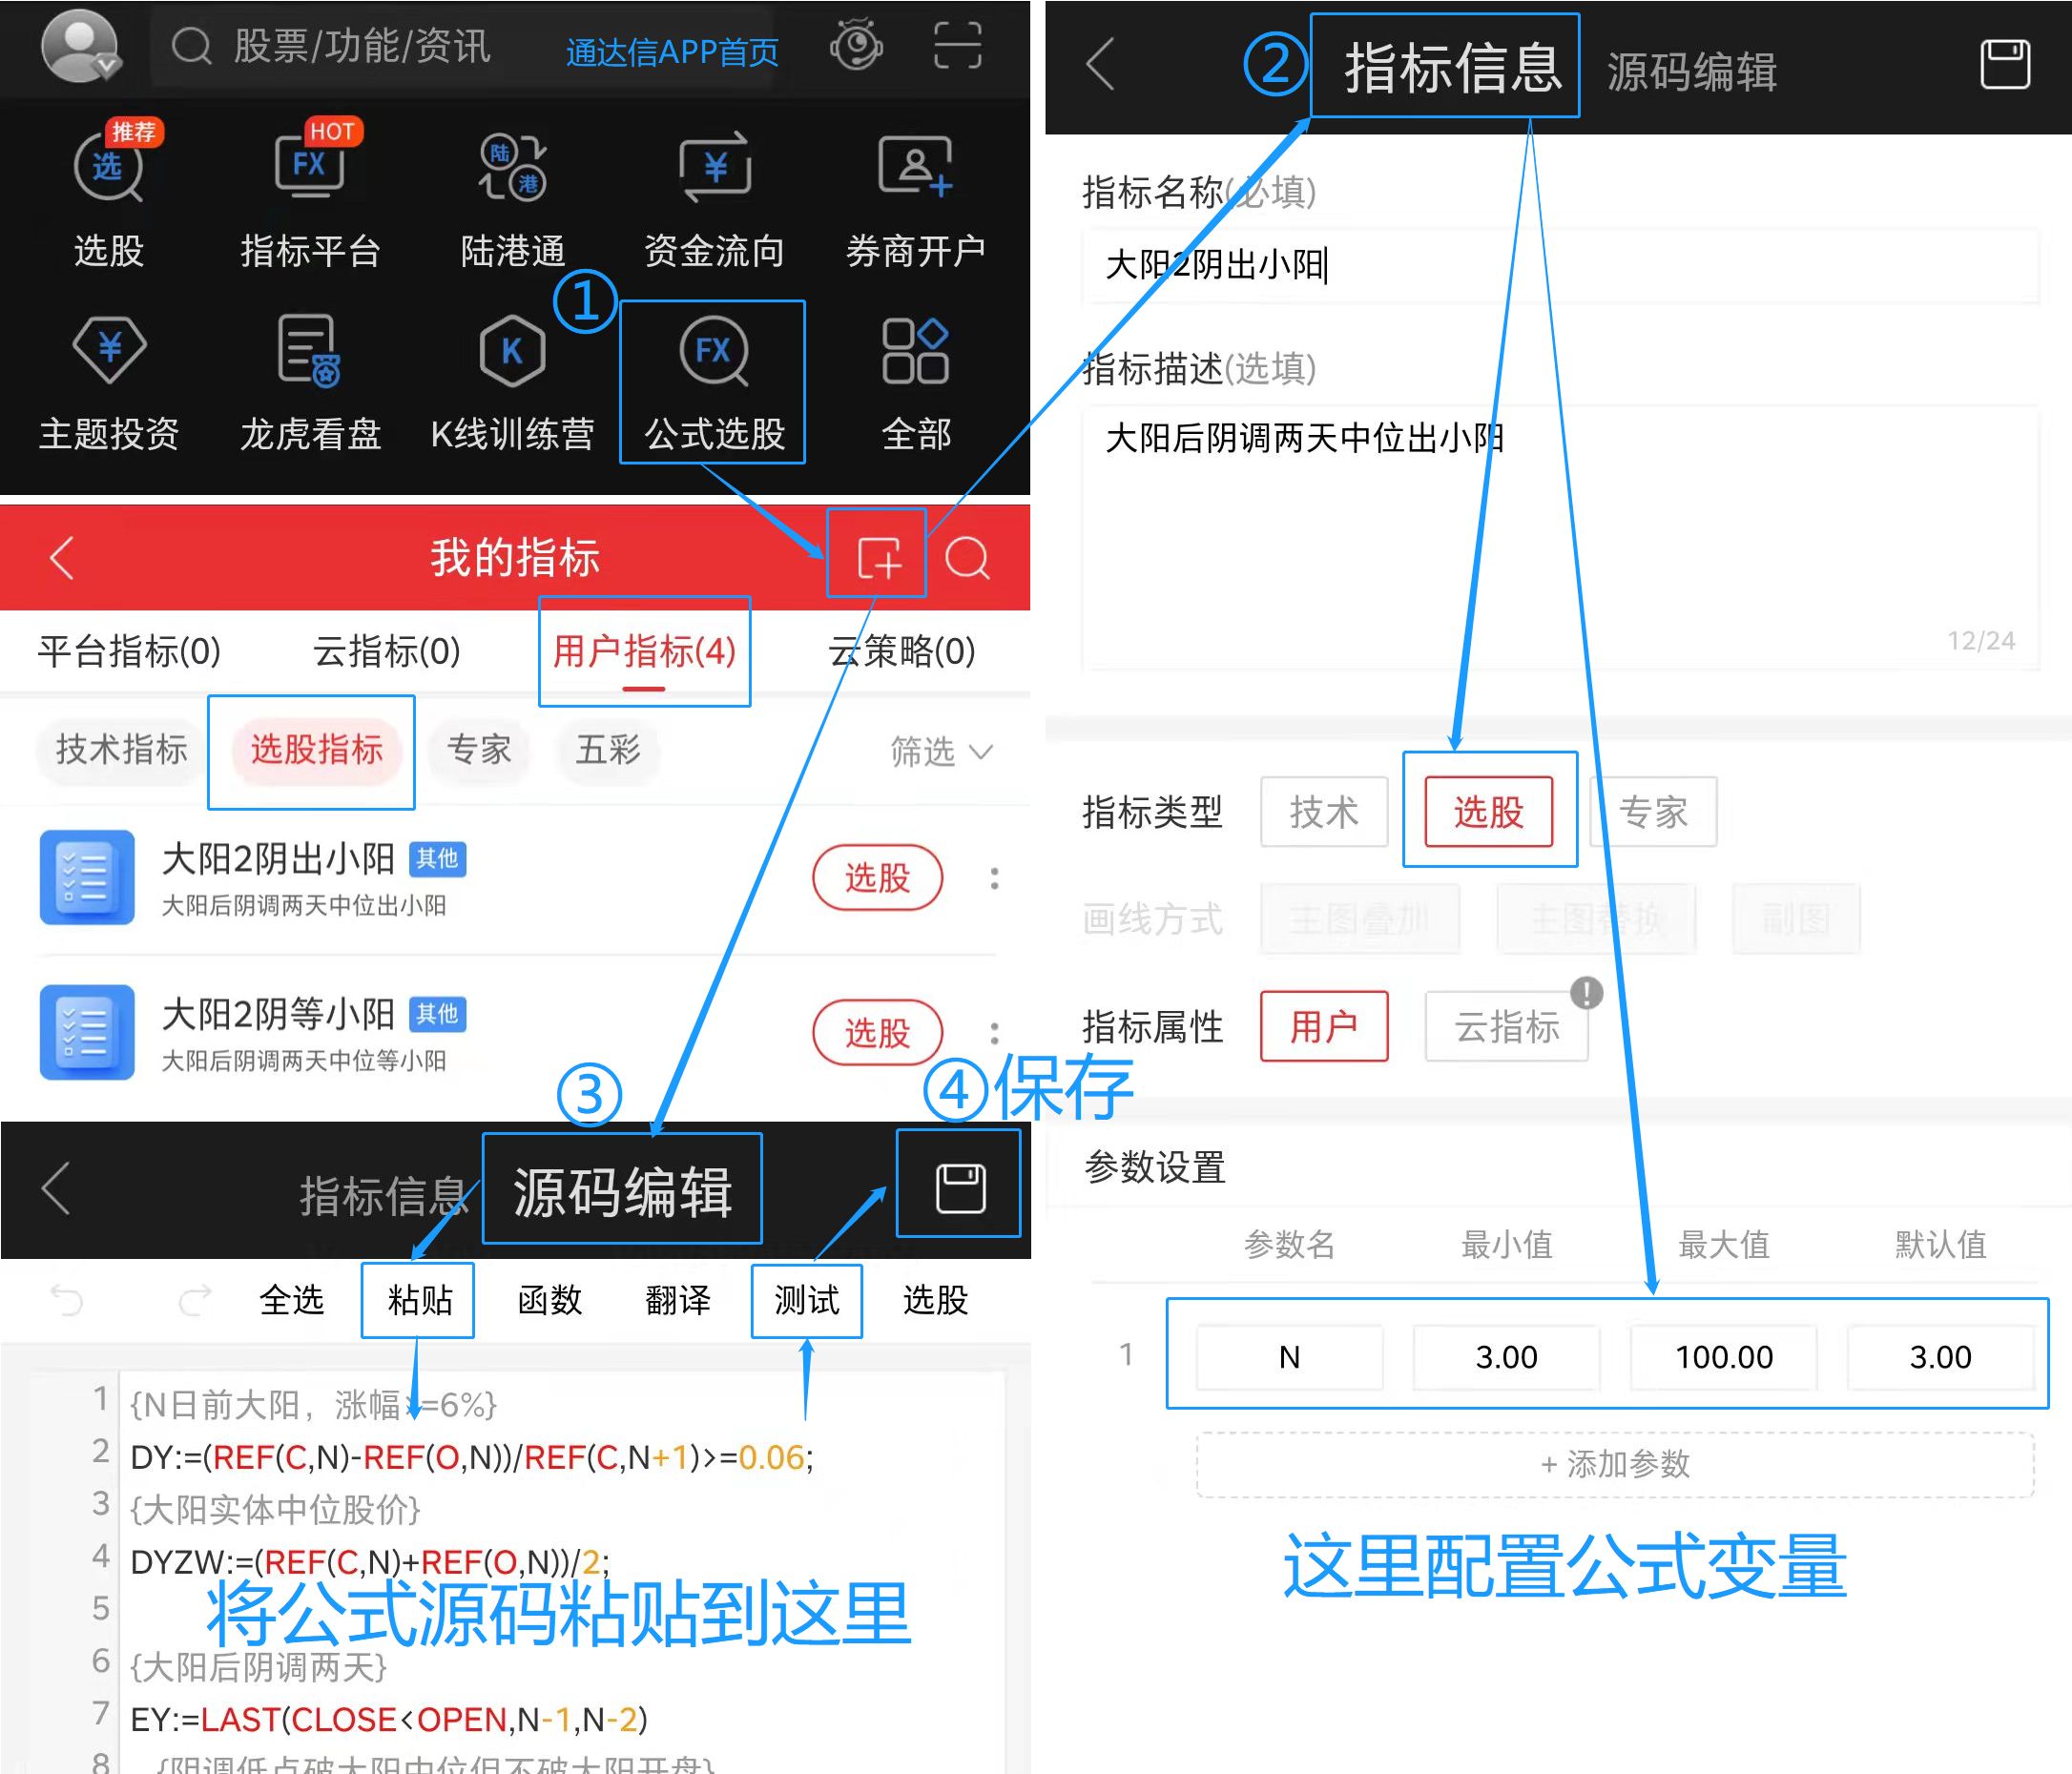 股票/功能/资讯 通达信APP首页
推荐 HOT
选 FX 陆 港 ¥
选股 指标平台 陆港通 资金流向 券商开户
①
¥ K FX
主题投资 龙虎看盘 K线训练营 公式选股 全部
我的指标
平台指标(0) 云指标(0) 用户指标(4) 云策略(0)
技术指标 选股指标 专家 五彩 筛选
大阳2阴出小阳 其他 选股
大阳后阴调两天中位出小阳
大阳2阴等小阳 其他 选股
大阳后阴调两天中位等小阳
③ ④保存
指标信息 源码编辑
全选 粘贴 函数 翻译 测试 选股
1 {N日前大阳，涨幅>=6%}
2 DY:=(REF(C,N)-REF(O,N))/REF(C,N+1)>=0.06;
3 {大阳实体中位股价}
4 DYZW:=(REF(C,N)+REF(O,N))/2;
5
将公式源码粘贴到这里
6 {大阳后阴调两天}
7 EY:=LAST(CLOSE<OPEN,N-1,N-2)
8 {阴调低点破大阳中位但不破大阳开盘}
② 指标信息 源码编辑
指标名称(必填)
大阳2阴出小阳
指标描述(选填)
大阳后阴调两天中位出小阳
12/24
指标类型 技术 选股 专家
画线方式 主图叠加 主图替换 副图
指标属性 用户 云指标 !
参数设置
参数名 最小值 最大值 默认值
1 N 3.00 100.00 3.00
+ 添加参数
这里配置公式变量